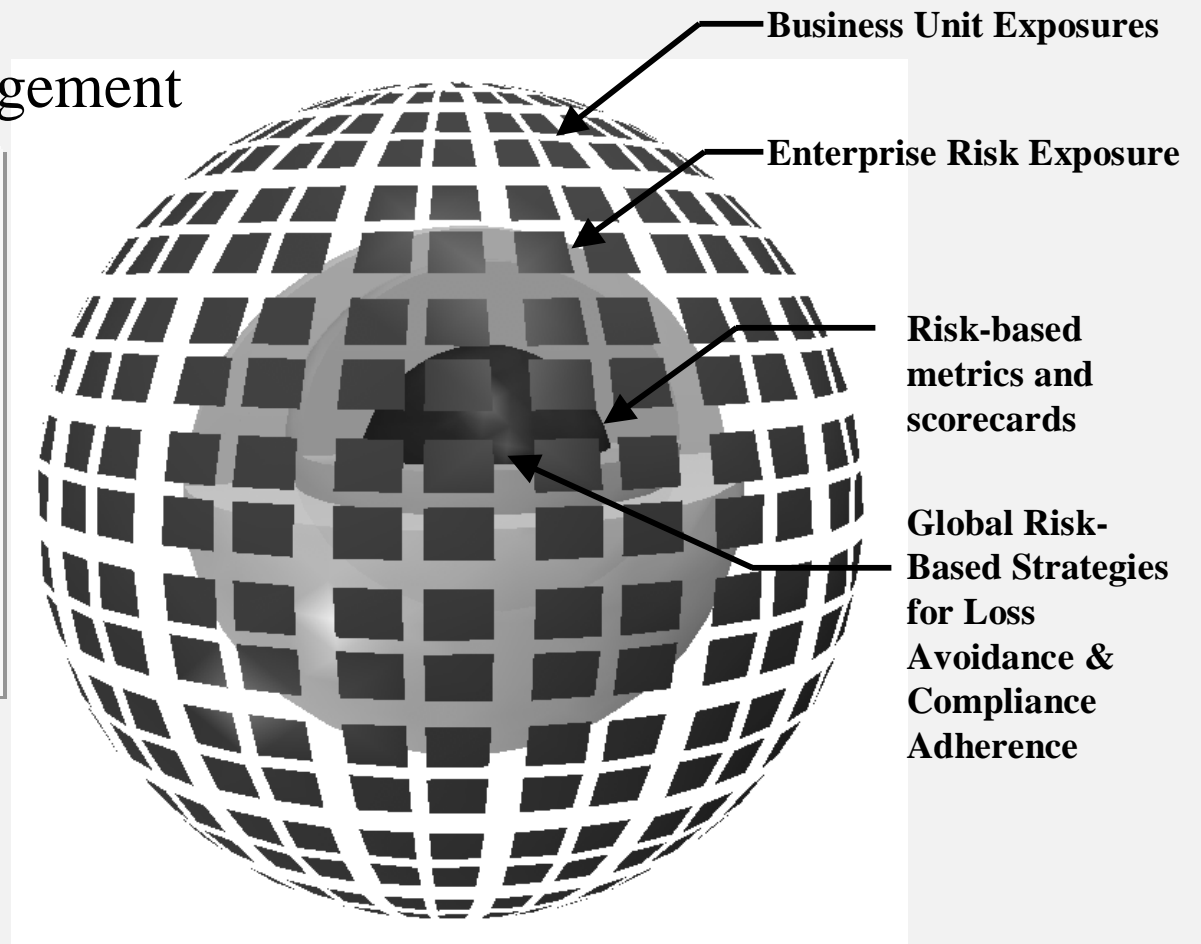 Business Unit Exposures
gement
Enterprise Risk Exposure
Risk-based
metrics and
scorecards
Global Risk-
Based Strategies
for Loss
Avoidance &
Compliance
Adherence